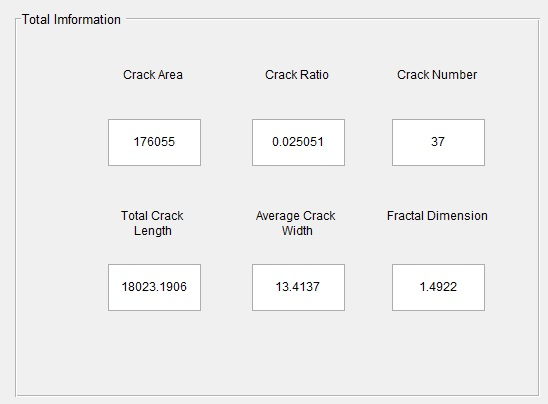 Total Imformation
Crack Area
Crack Ratio
Crack Number
176055
0.025051
37
Total Crack
Length
Average Crack
Width
Fractal Dimension
18023.1906
13.4137
1.4922